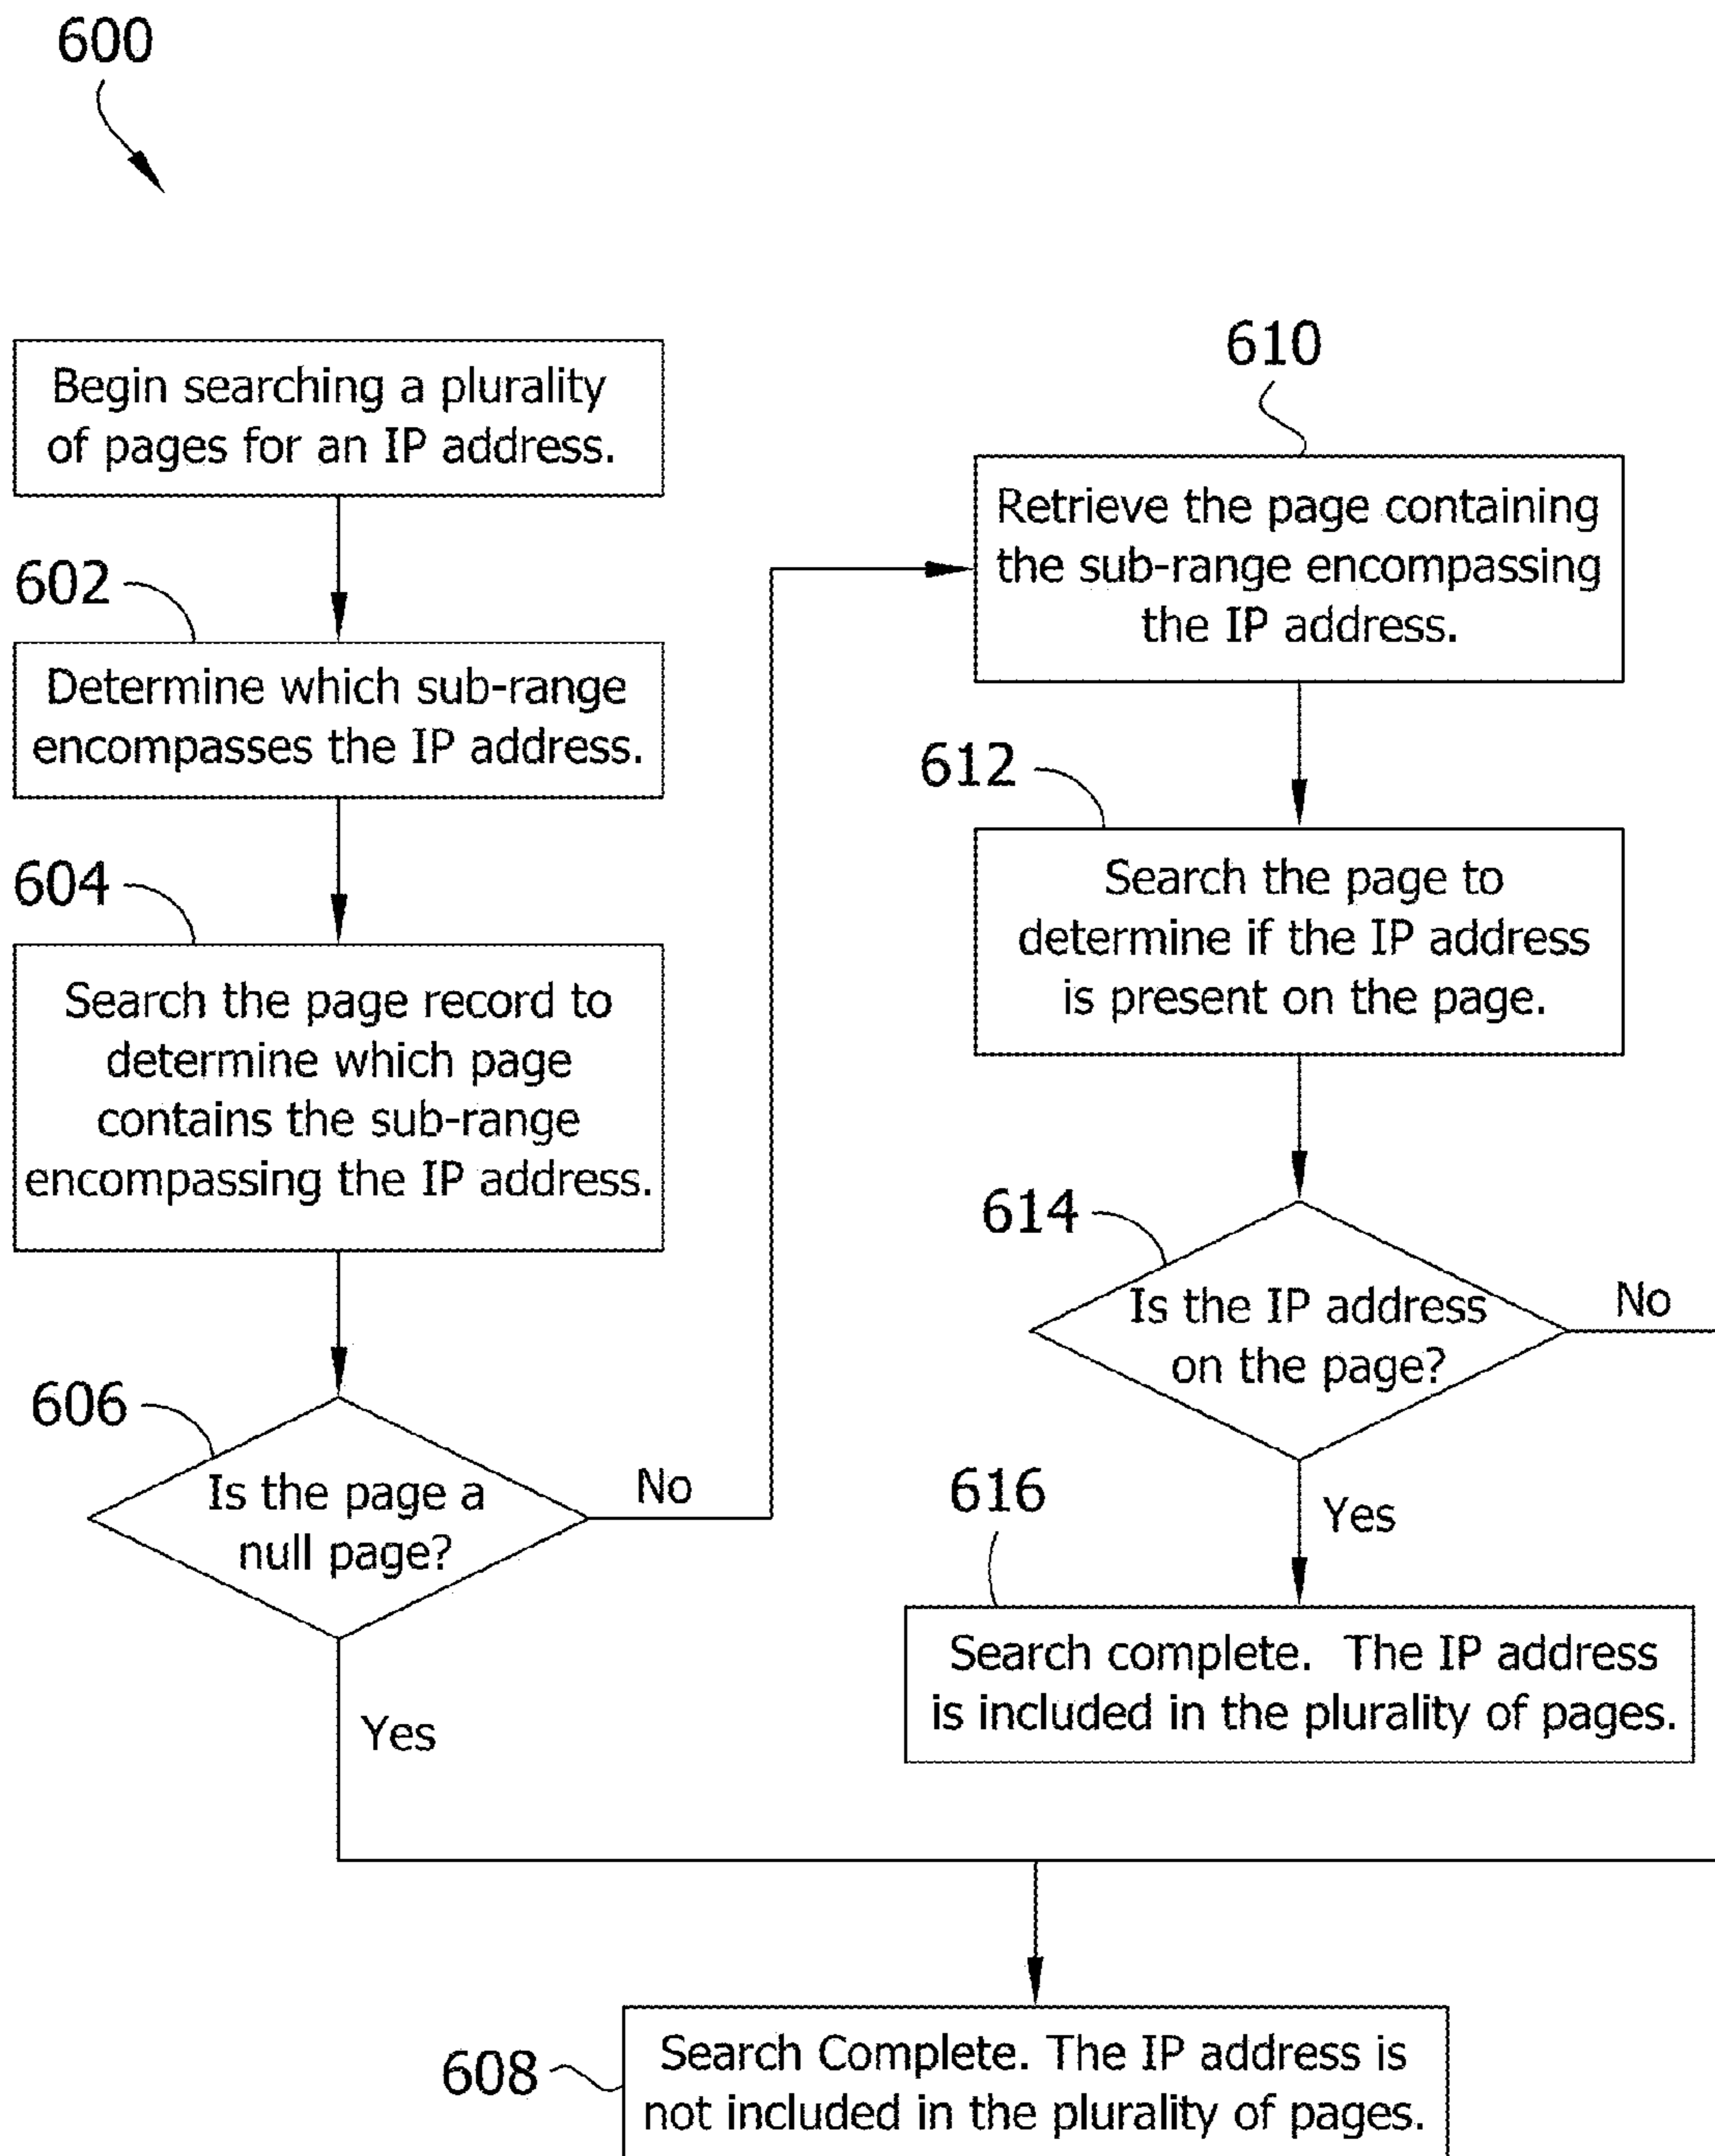 600
Begin searching a plurality
of pages for an IP address.
602
Determine which sub-range
encompasses the IP address.
604
Search the page record to
determine which page
contains the sub-range
encompassing the IP address.
606
Is the page a
null page?
No
Yes
610
Retrieve the page containing
the sub-range encompassing
the IP address.
612
Search the page to
determine if the IP address
is present on the page.
614
Is the IP address
on the page?
No
Yes
616
Search complete. The IP address
is included in the plurality of pages.
608
Search Complete. The IP address is
not included in the plurality of pages.